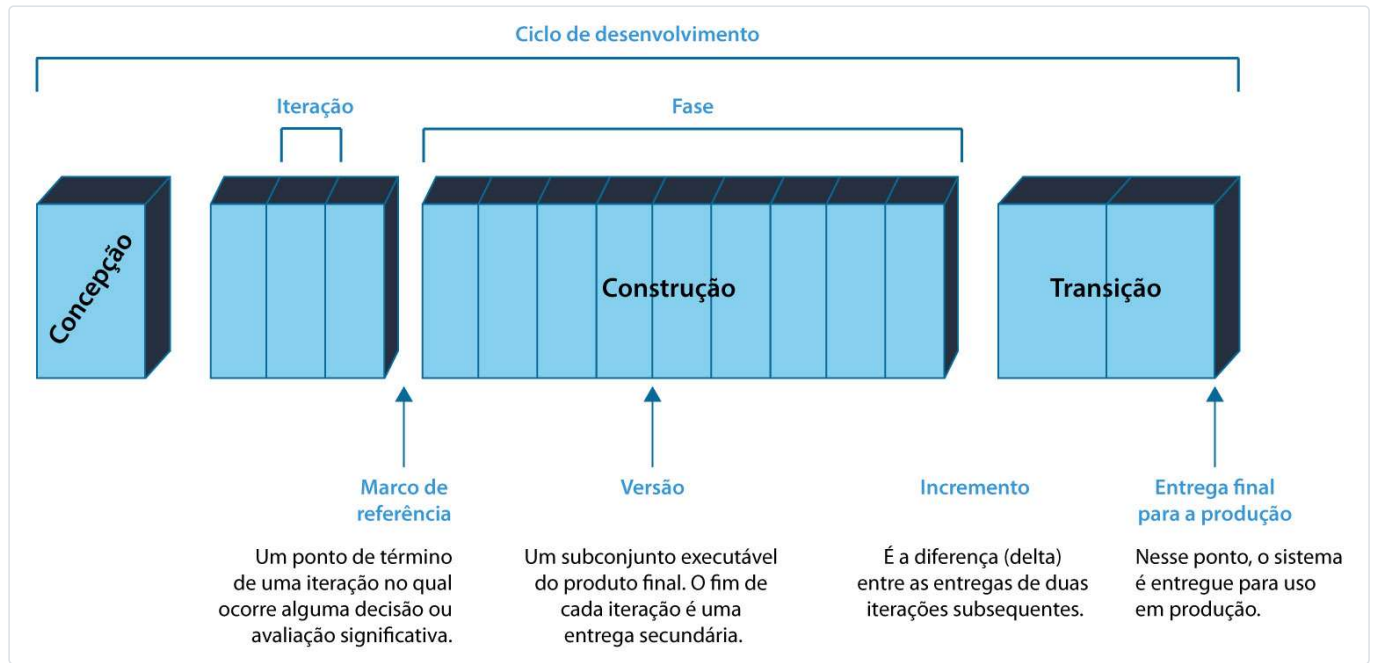 Ciclo de desenvolvimento
Iteração
Fase
Concepção
Construção
Transição
Marco de
referência
Um ponto de término
de uma iteração no qual
ocorre alguma decisão ou
avaliação significativa.
Versão
Um subconjunto executável
do produto final. O fim de
cada iteração é uma
entrega secundária.
Incremento
É a diferença (delta)
entre as entregas de duas
iterações subsequentes.
Entrega final
para a produção
Nesse ponto, o sistema
é entregue para uso
em produção.